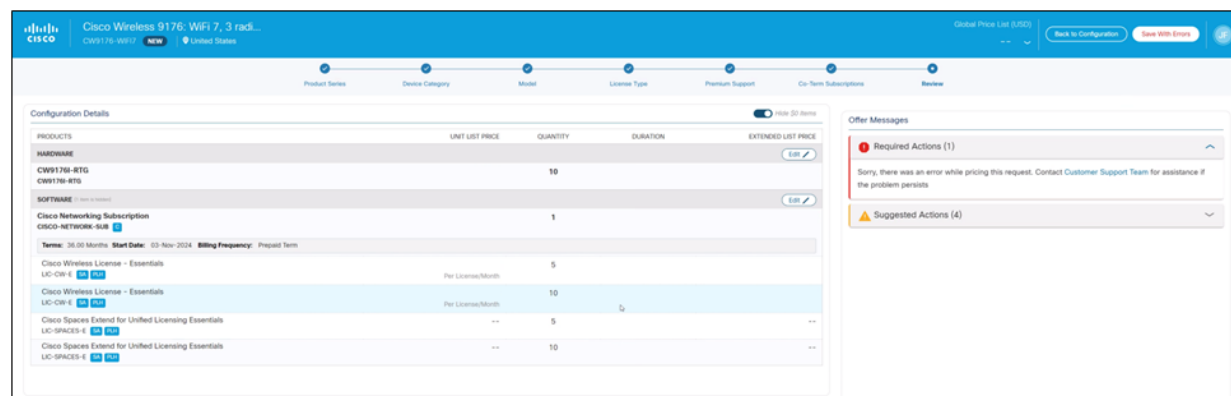 CISCO
Cisco Wireless 9176: WiFi 7, 3 radi...
CW9176-WIFI7 NEW United States
Global Price List (USD)
--
Back to Configuration
Save With Errors
Product Series
Device Category
Model
License Type
Premium Support
Co-Term Subscriptions
Review
Configuration Details
Hide $0 items
PRODUCTS UNIT LIST PRICE QUANTITY DURATION EXTENDED LIST PRICE
HARDWARE Edit
CW9176I-RTG 10
CW9176I-RTG
SOFTWARE Edit
Cisco Networking Subscription 1
CISCO-NETWORK-SUB C
Terms: 36.00 Months Start Date: 03-Nov-2024 Billing Frequency: Prepaid Term
Cisco Wireless License - Essentials 5
LIC-CW-E SA PLH Per License/Month
Cisco Wireless License - Essentials 10
LIC-CW-E SA PLH Per License/Month
Cisco Spaces Extend for Unified Licensing Essentials -- 5 --
LIC-SPACES-E SA PLH
Cisco Spaces Extend for Unified Licensing Essentials -- 10 --
LIC-SPACES-E SA PLH
Offer Messages
Required Actions (1)
Sorry, there was an error while pricing this request. Contact Customer Support Team for assistance if
the problem persists
Suggested Actions (4)